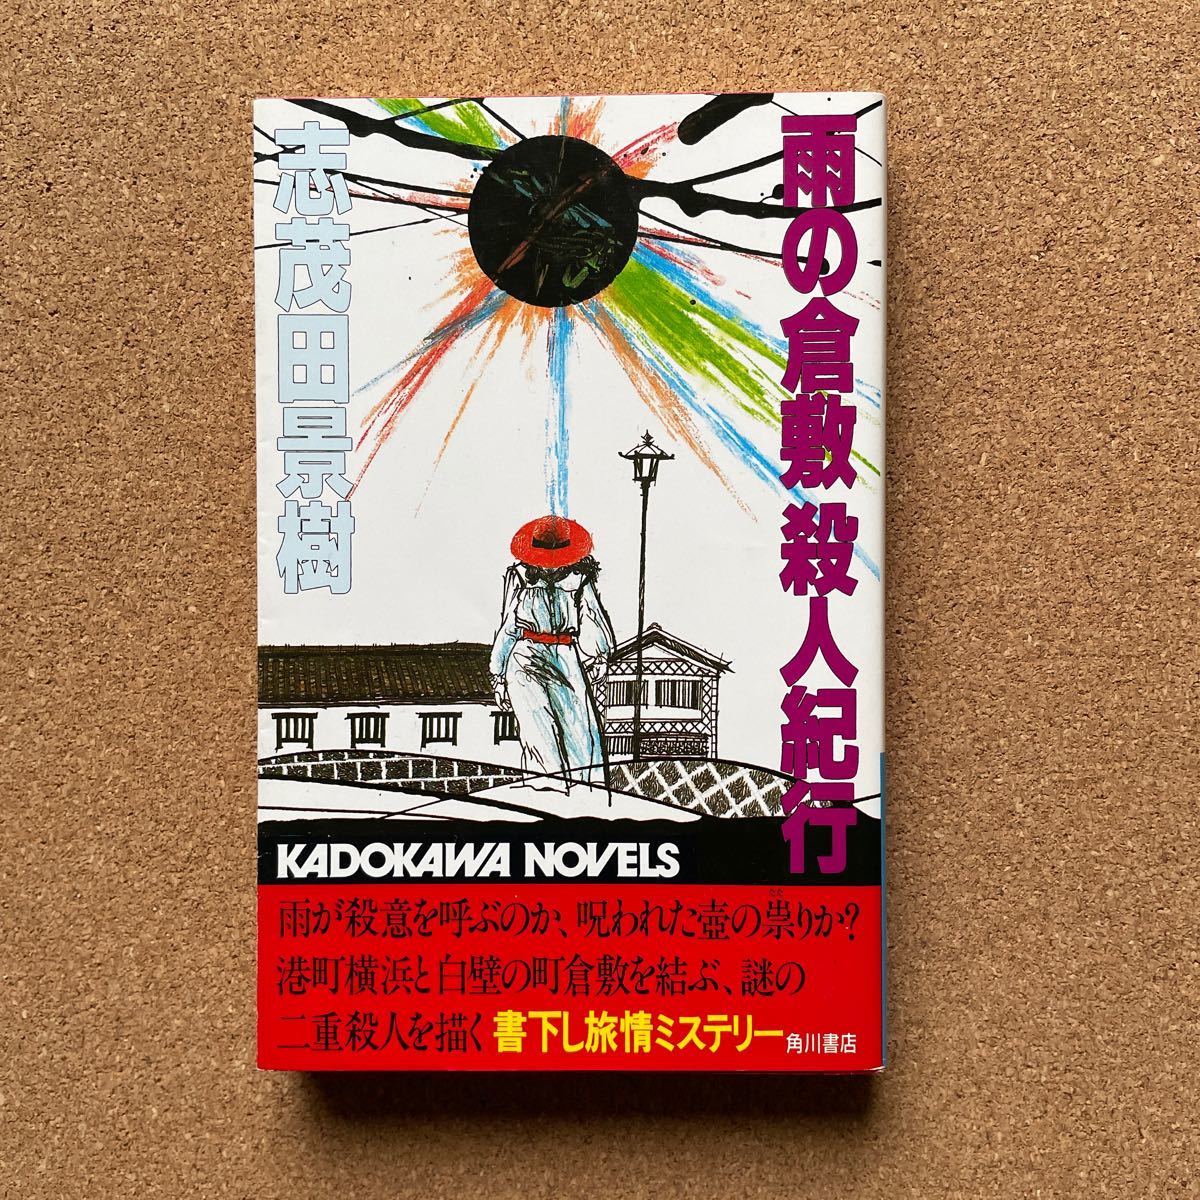 雨の倉敷 殺人紀行
志茂田景樹
KADOKAWA NOVELS
雨が殺意を呼ぶのか、呪われた壺の祟りか?
たた
港町横浜と白壁の町倉敷を結ぶ、謎の
二重殺人を描く 書下し旅情ミステリー 角川書店